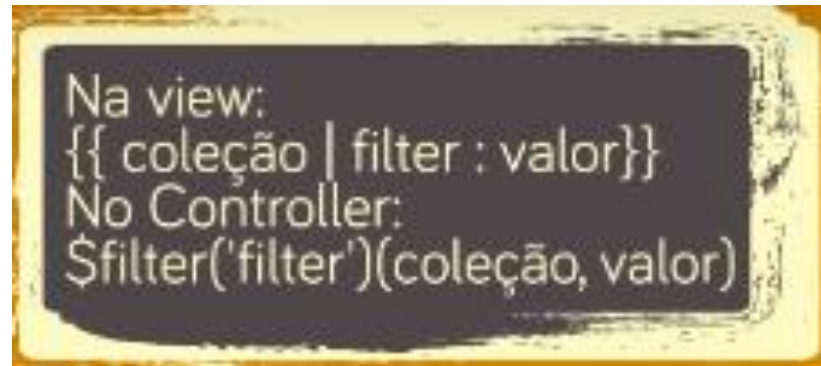 Na view:
{{ coleção | filter : valor}}
No Controller:
$filter('filter')(coleção, valor)